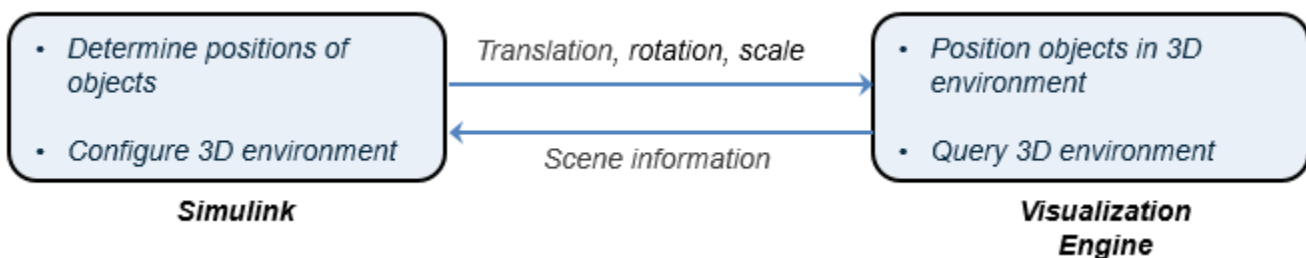 • Determine positions of
objects
• Configure 3D environment
Simulink
Translation, rotation, scale
Scene information
• Position objects in 3D
environment
• Query 3D environment
Visualization
Engine